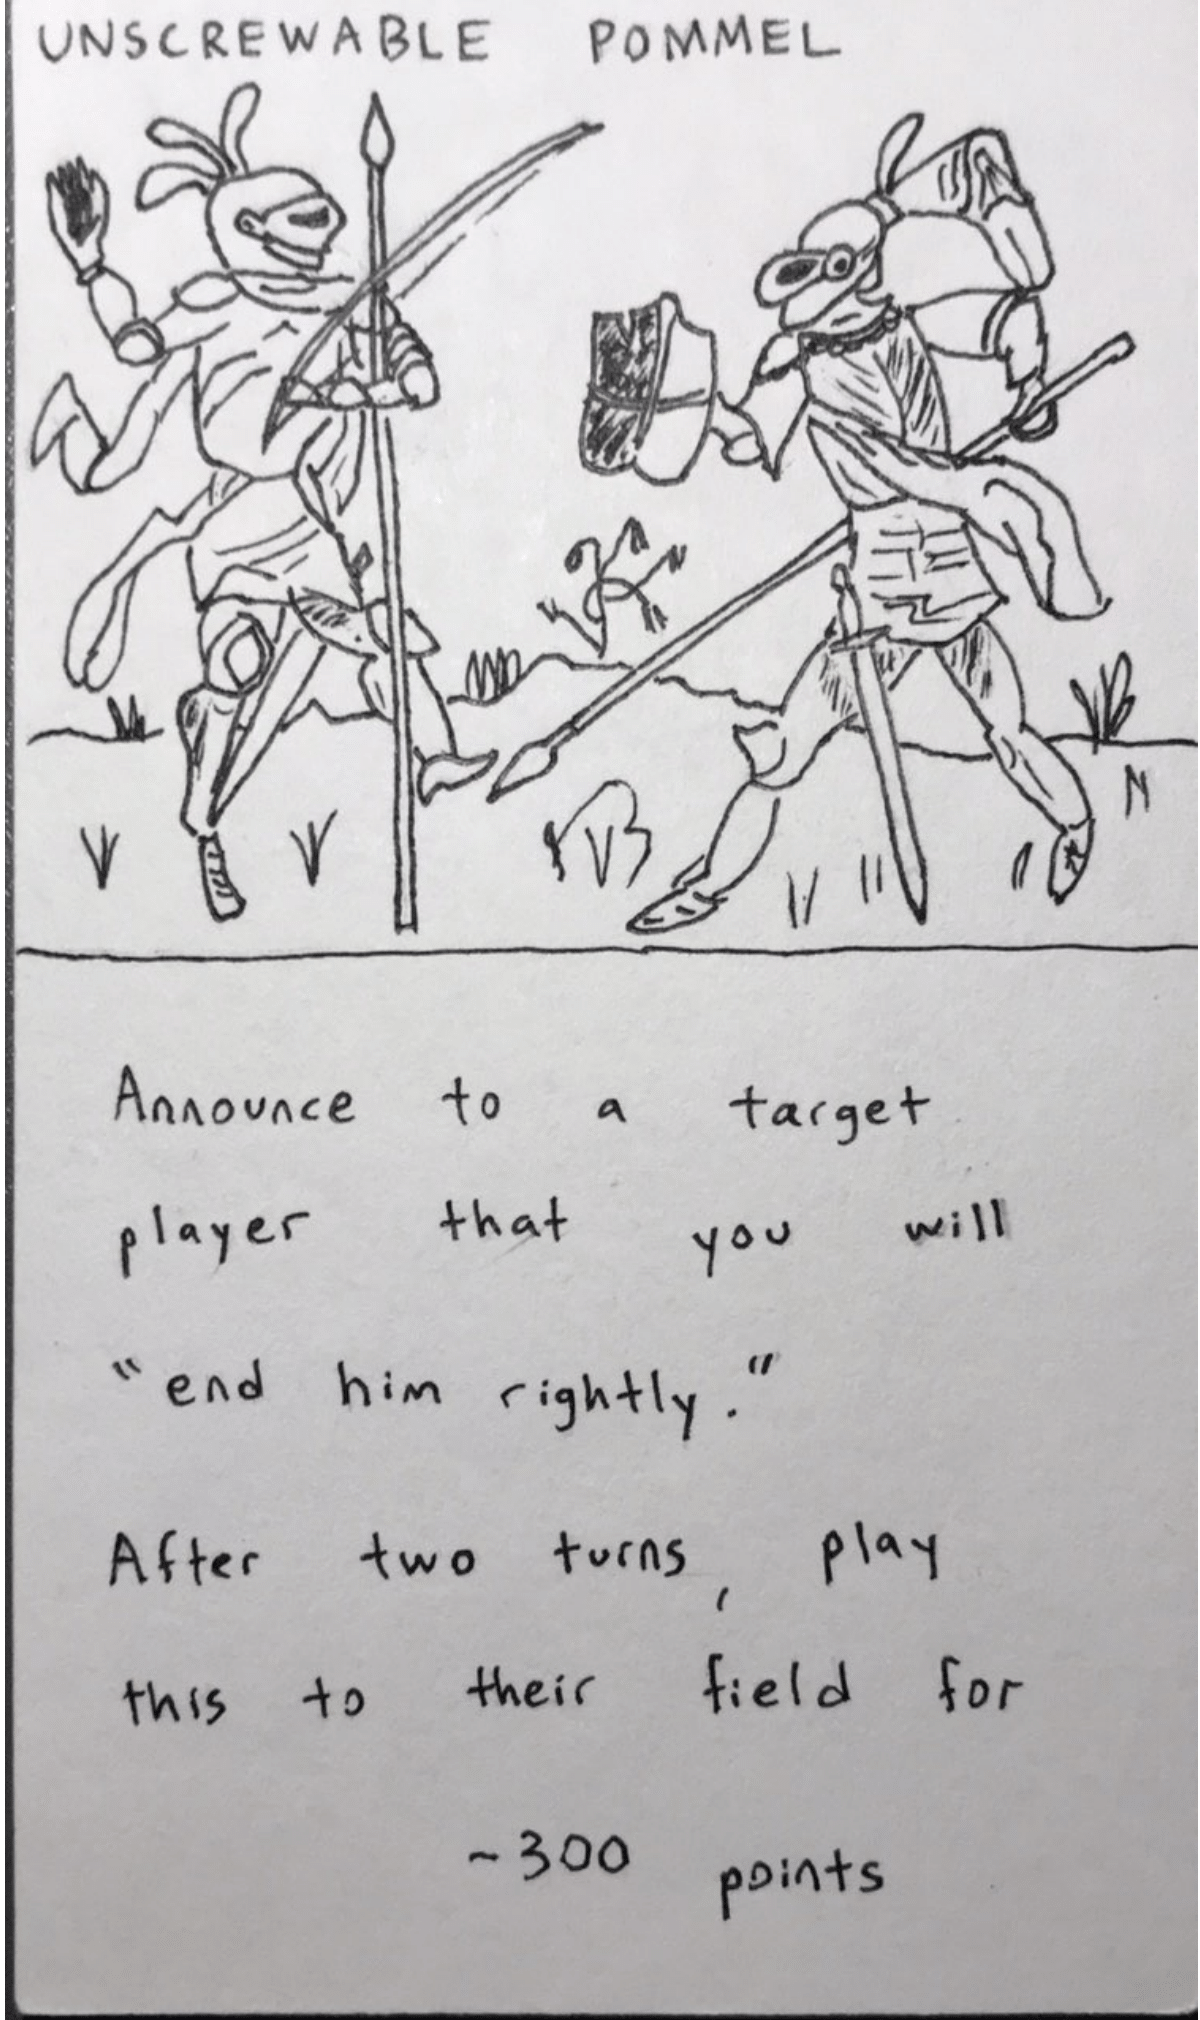 UNSCREWABLE POMMEL
Announce to a target
player that you will
"end him rightly."
After two turns, play
this to their field for
-300 points